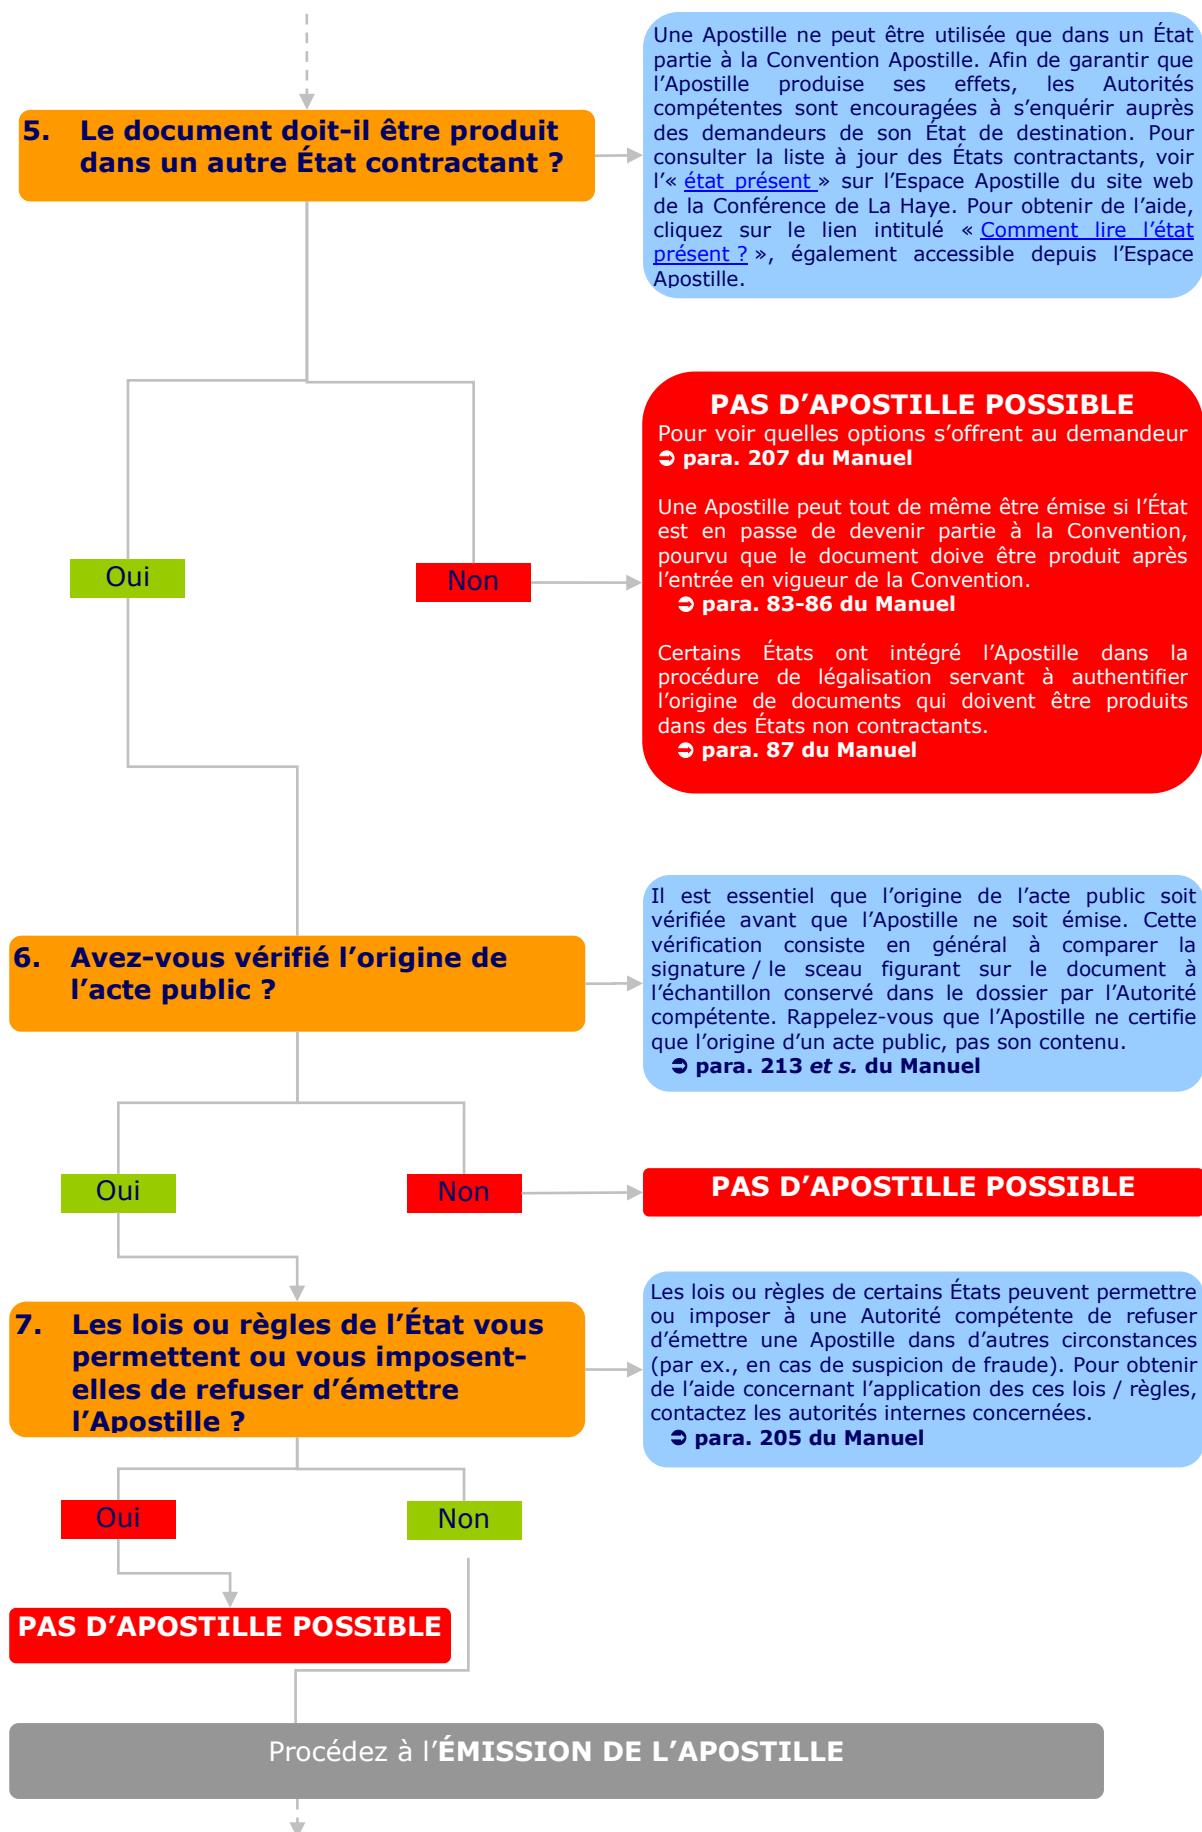 5. Le document doit-il être produit
dans un autre État contractant ?
Une Apostille ne peut être utilisée que dans un État
partie à la Convention Apostille. Afin de garantir que
l’Apostille produise ses effets, les Autorités
compétentes sont encouragées à s’enquérir auprès
des demandeurs de son État de destination. Pour
consulter la liste à jour des États contractants, voir
l’« état présent » sur l’Espace Apostille du site web
de la Conférence de La Haye. Pour obtenir de l’aide,
cliquez sur le lien intitulé « Comment lire l’état
présent ? », également accessible depuis l’Espace
Apostille.
Oui
Non
PAS D’APOSTILLE POSSIBLE
Pour voir quelles options s’offrent au demandeur
➲ para. 207 du Manuel
Une Apostille peut tout de même être émise si l’État
est en passe de devenir partie à la Convention,
pourvu que le document doive être produit après
l’entrée en vigueur de la Convention.
➲ para. 83-86 du Manuel
Certains États ont intégré l’Apostille dans la
procédure de légalisation servant à authentifier
l’origine de documents qui doivent être produits
dans des États non contractants.
➲ para. 87 du Manuel
6. Avez-vous vérifié l’origine de
l’acte public ?
Il est essentiel que l’origine de l’acte public soit
vérifiée avant que l’Apostille ne soit émise. Cette
vérification consiste en général à comparer la
signature / le sceau figurant sur le document à
l’échantillon conservé dans le dossier par l’Autorité
compétente. Rappelez-vous que l’Apostille ne certifie
que l’origine d’un acte public, pas son contenu.
➲ para. 213 et s. du Manuel
Oui
Non
PAS D’APOSTILLE POSSIBLE
7. Les lois ou règles de l’État vous
permettent ou vous imposent-
elles de refuser d’émettre
l’Apostille ?
Les lois ou règles de certains États peuvent permettre
ou imposer à une Autorité compétente de refuser
d’émettre une Apostille dans d’autres circonstances
(par ex., en cas de suspicion de fraude). Pour obtenir
de l’aide concernant l’application des ces lois / règles,
contactez les autorités internes concernées.
➲ para. 205 du Manuel
Oui
Non
PAS D’APOSTILLE POSSIBLE
Procédez à l’ÉMISSION DE L’APOSTILLE